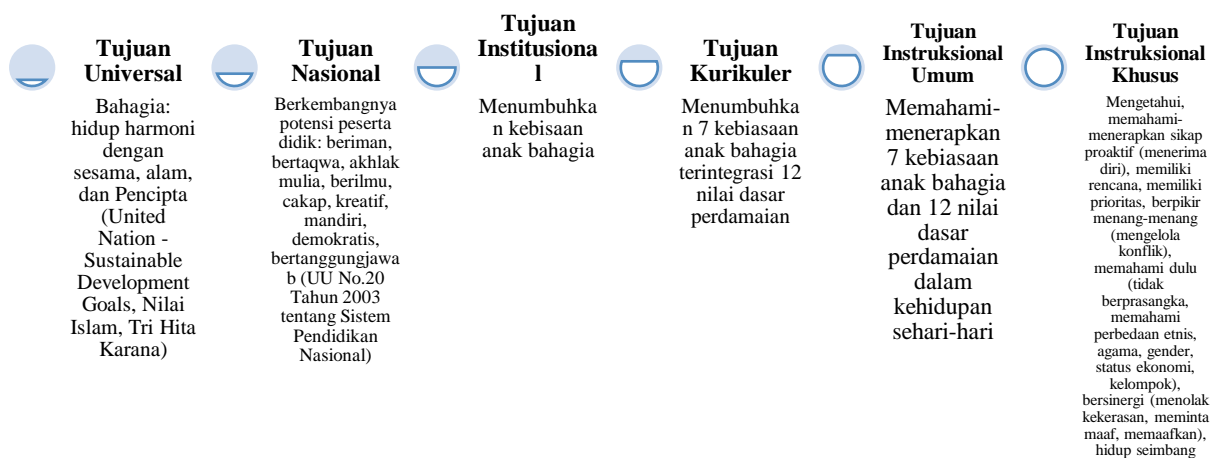 Tujuan
Universal
Bahagia:
hidup harmoni
dengan
sesama, alam,
dan Pencipta
(United
Nation -
Sustainable
Development
Goals, Nilai
Islam, Tri Hita
Karana)
Tujuan
Nasional
Berkembangnya
potensi peserta
didik: beriman,
bertaqwa, akhlak
mulia, berilmu,
cakap, kreatif,
mandiri,
demokratis,
bertanggungjawa
b (UU No.20
Tahun 2003
tentang Sistem
Pendidikan
Nasional)
Tujuan
Institusiona
l
Menumbuhka
n kebisaan
anak bahagia
Tujuan
Kurikuler
Menumbuhka
n 7 kebiasaan
anak bahagia
terintegrasi 12
nilai dasar
perdamaian
Tujuan
Instruksional
Umum
Memahami-
menerapkan
7 kebiasaan
anak bahagia
dan 12 nilai
dasar
perdamaian
dalam
kehidupan
sehari-hari
Tujuan
Instruksional
Khusus
Mengetahui,
memahami-
menerapkan sikap
proaktif (menerima
diri), memiliki
rencana, memiliki
prioritas, berpikir
menang-menang
(mengelola
konflik),
memahami dulu
(tidak
berprasangka,
memahami
perbedaan etnis,
agama, gender,
status ekonomi,
kelompok),
bersinergi (menolak
kekerasan, meminta
maaf, memaafkan),
hidup seimbang